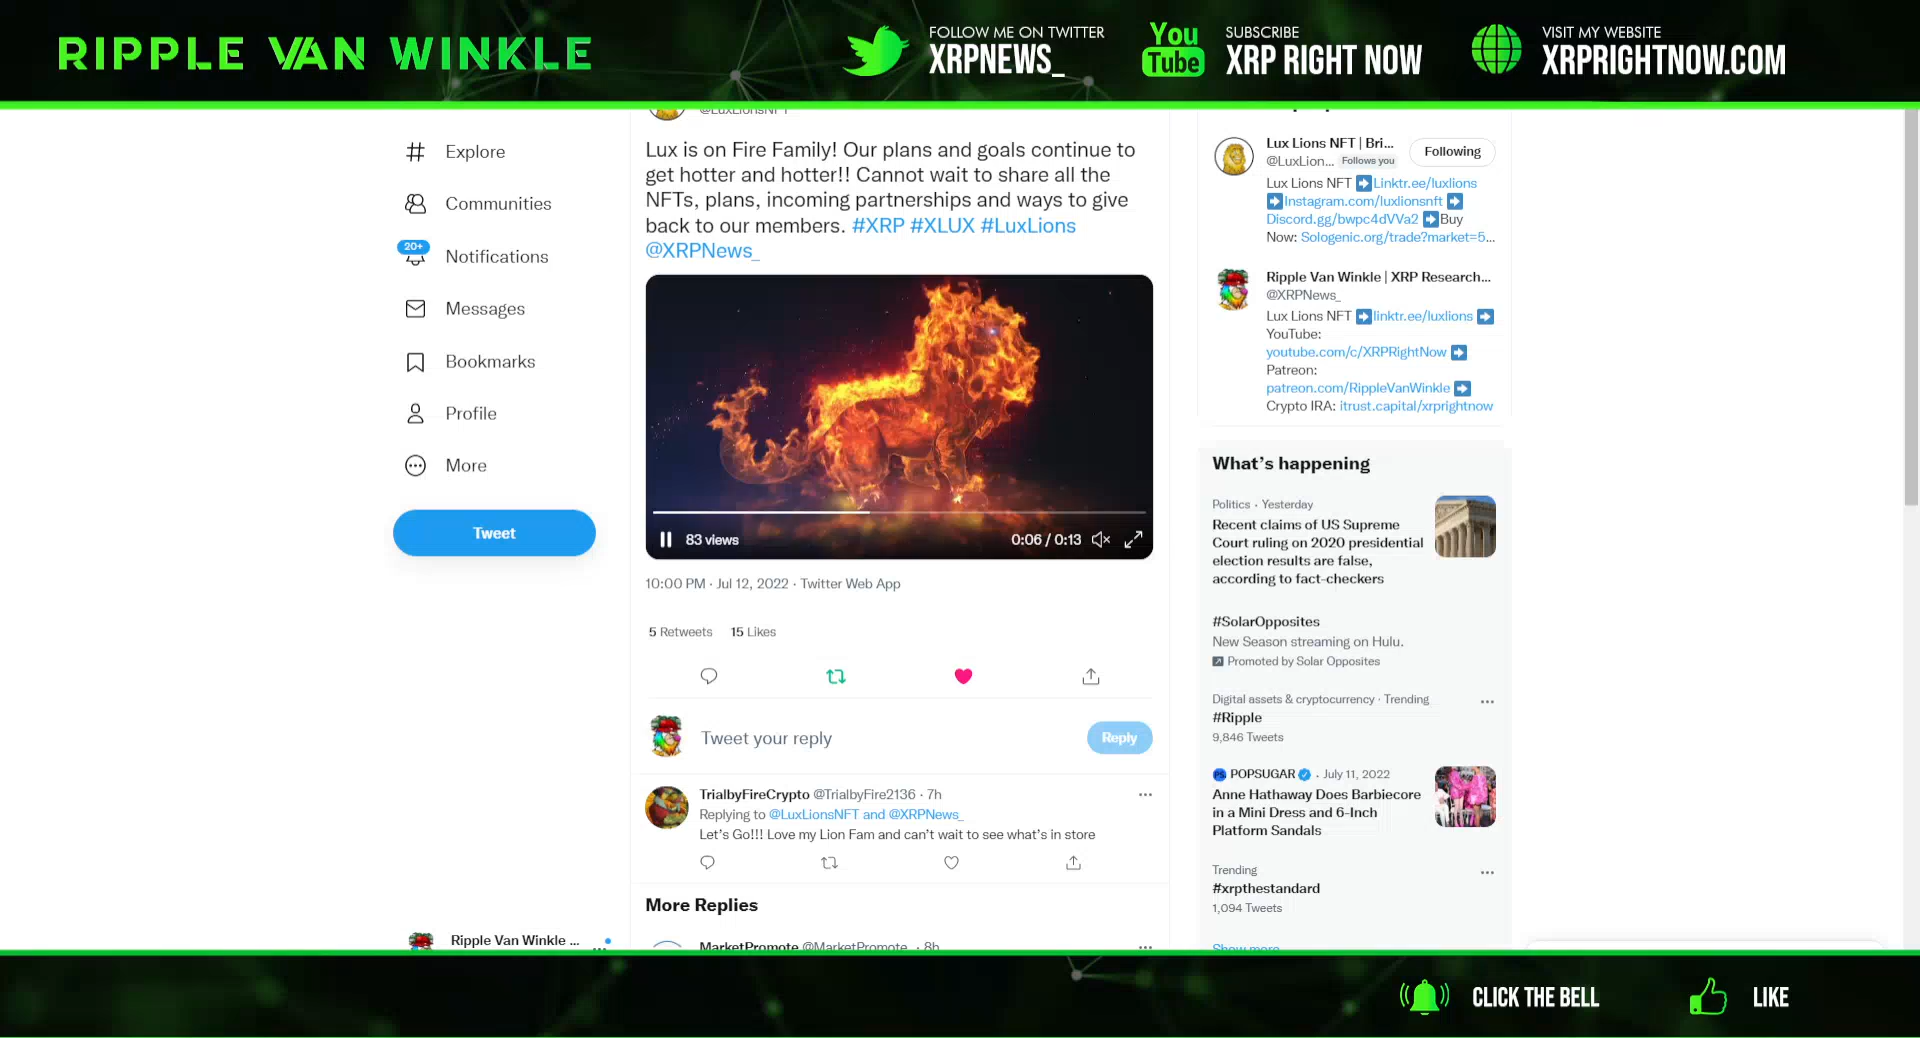 RIPPLE VAN WINKLE
FOLLOW ME ON TWITTER
XRPNEWS_
You
Tube
SUBSCRIBE
XRP RIGHT NOW
VISIT MY WEBSITE
XRPRIGHTNOW.COM
Explore
Communities
20+
Notifications
Messages
Bookmarks
Profile
More
Tweet
Ripple Van Winkle ...
@LuxLionsNFT
Lux is on Fire Family! Our plans and goals continue to
get hotter and hotter!! Cannot wait to share all the
NFTs, plans, incoming partnerships and ways to give
back to our members. #XRP #XLUX #LuxLions
@XRPNews_
83 views
0:06 / 0:13
10:00 PM · Jul 12, 2022 · Twitter Web App
5 Retweets 15 Likes
Tweet your reply
Reply
TrialbyFireCrypto @TrialbyFire2136 · 7h
Replying to @LuxLionsNFT and @XRPNews_
Let's Go!!! Love my Lion Fam and can't wait to see what's in store
More Replies
MarketPromote @MarketPromote_ · 8h
Lux Lions NFT | Bri...
@LuxLion... Follows you
Following
Lux Lions NFT ➡Linktr.ee/luxlions
➡Instagram.com/luxlionsnft ➡
Discord.gg/bwpc4dVVa2 ➡Buy
Now: Sologenic.org/trade?market=5...
Ripple Van Winkle | XRP Research...
@XRPNews_
Lux Lions NFT ➡linktr.ee/luxlions ➡
YouTube:
youtube.com/c/XRPRightNow ➡
Patreon:
patreon.com/RippleVanWinkle ➡
Crypto IRA: itrust.capital/xrprightnow
What's happening
Politics · Yesterday
Recent claims of US Supreme
Court ruling on 2020 presidential
election results are false,
according to fact-checkers
#SolarOpposites
New Season streaming on Hulu.
Promoted by Solar Opposites
Digital assets & cryptocurrency · Trending
#Ripple
9,846 Tweets
PS POPSUGAR · July 11, 2022
Anne Hathaway Does Barbiecore
in a Mini Dress and 6-Inch
Platform Sandals
Trending
#xrpthestandard
1,094 Tweets
Show more
CLICK THE BELL
LIKE